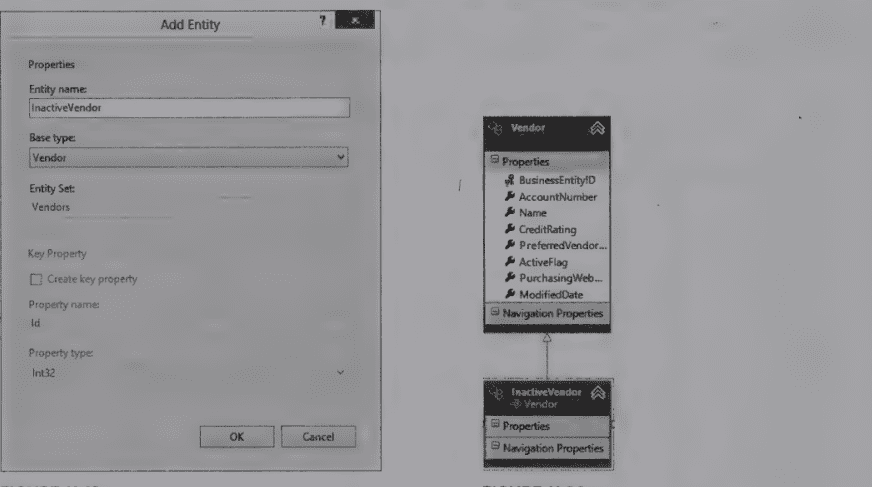 Add Entity
?
Properties
Entity name:
InactiveVendor
Base type:
Vendor
Entity Set:
Vendors
Key Property
Create key property
Property name:
Id
Property type:
Int32
OK
Cancel
Vendor
Properties
BusinessEntityID
AccountNumber
Name
CreditRating
PreferredVendor...
ActiveFlag
PurchasingWeb...
ModifiedDate
Navigation Properties
InactiveVendor
Vendor
Properties
Navigation Properties